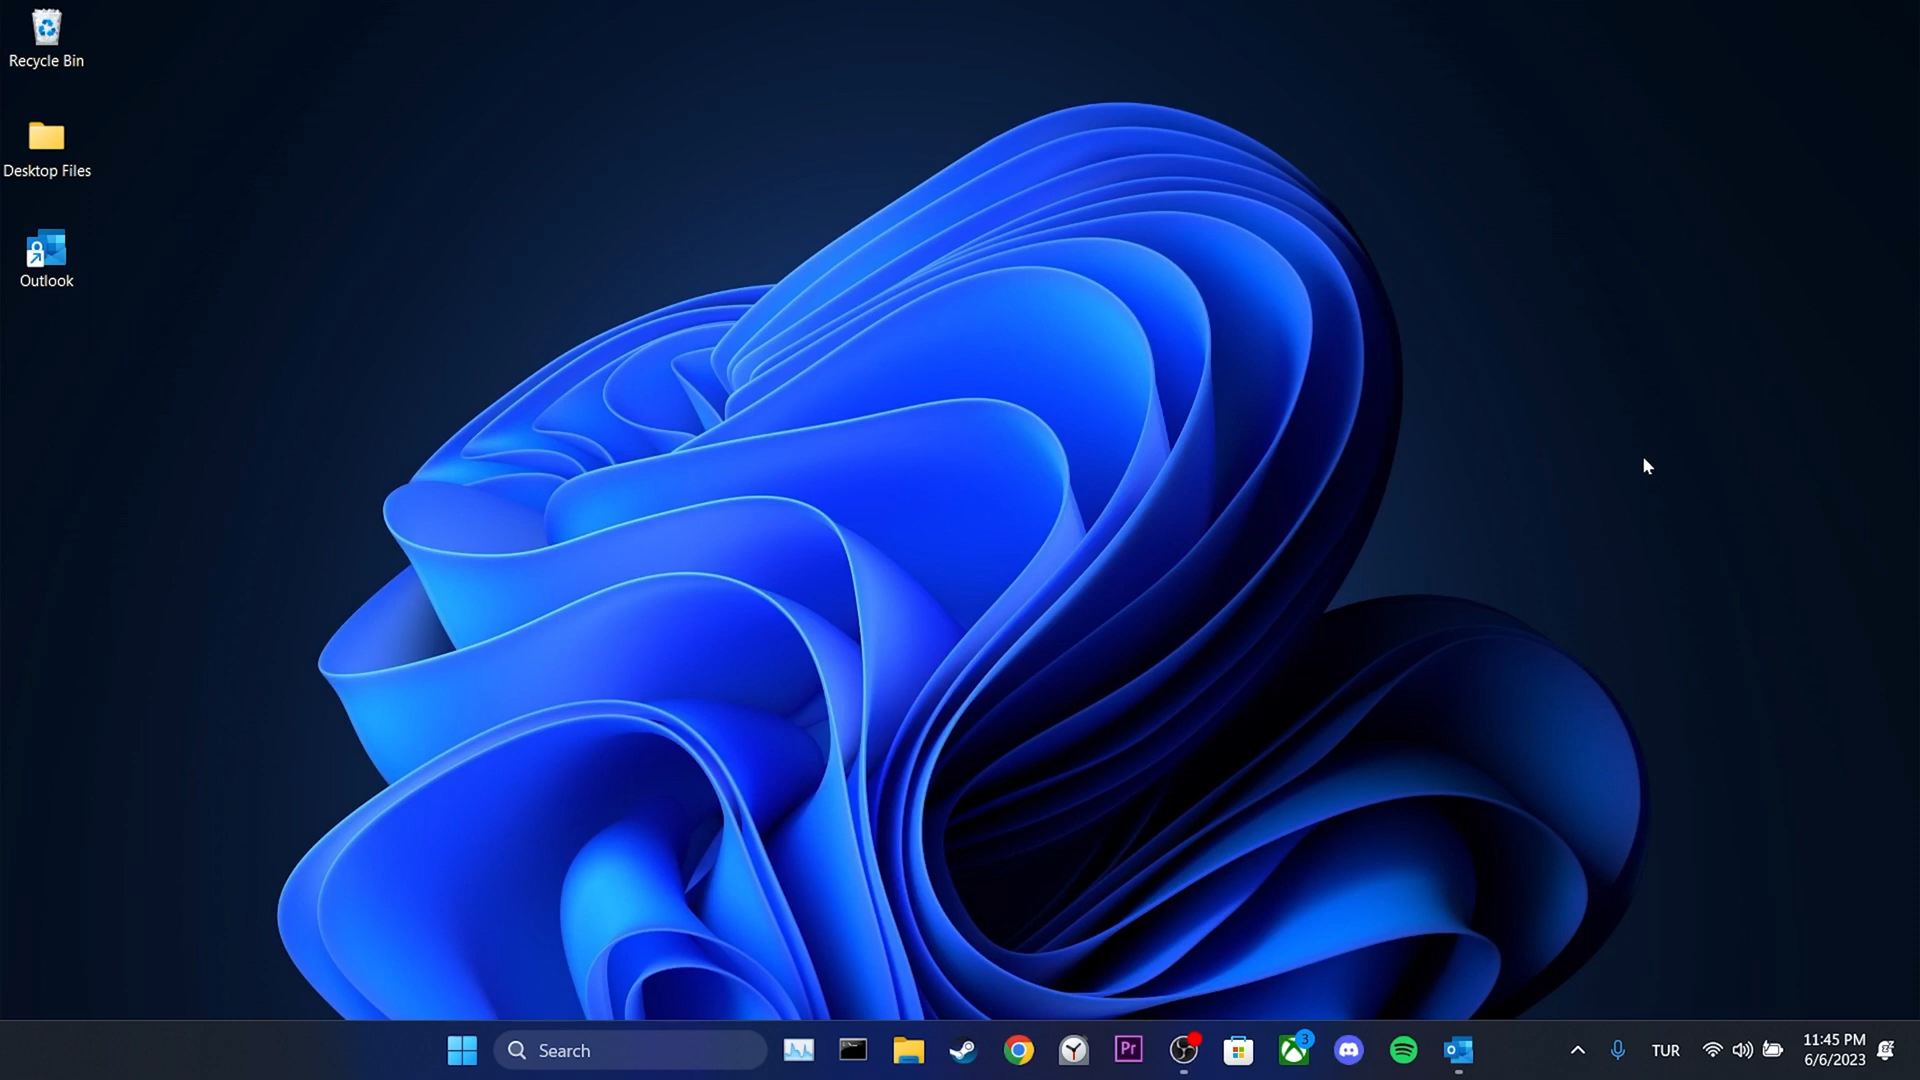 Recycle Bin
Desktop Files
Outlook
Search
Pr
3
TUR
11:45 PM
6/6/2023